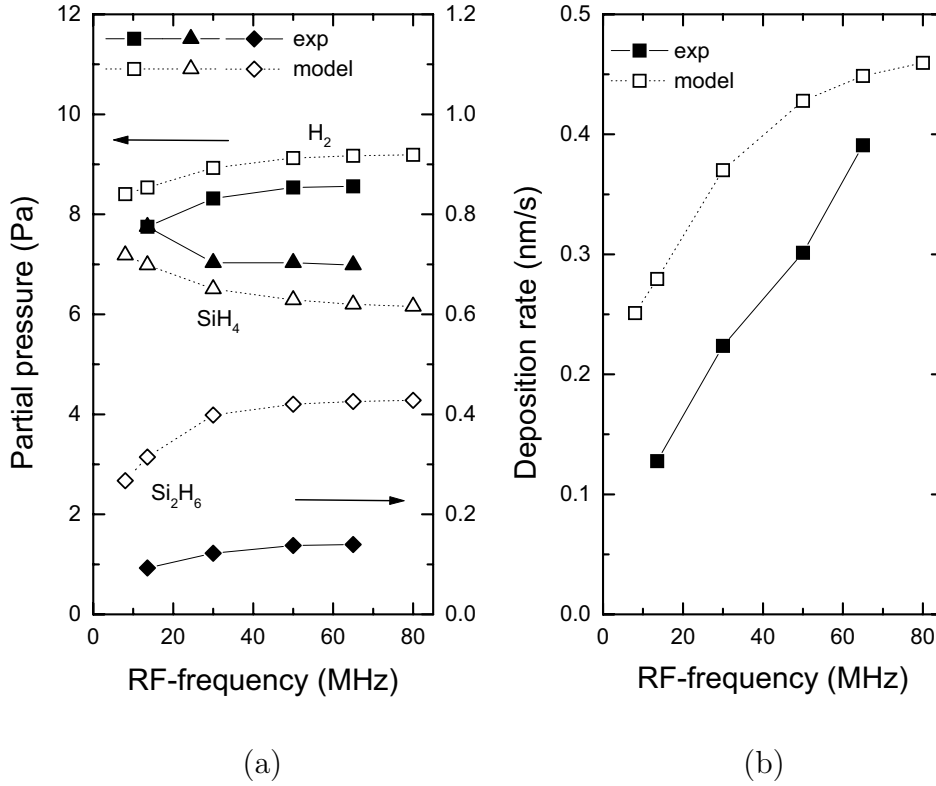 12
10
8
6
4
2
0
Partial pressure (Pa)
exp
model
H2
SiH4
Si2H6
1.2
1.0
0.8
0.6
0.4
0.2
0.0
0 20 40 60 80
RF-frequency (MHz)
(a)
0.5
0.4
0.3
0.2
0.1
0.0
Deposition rate (nm/s)
exp
model
0 20 40 60 80
RF-frequency (MHz)
(b)